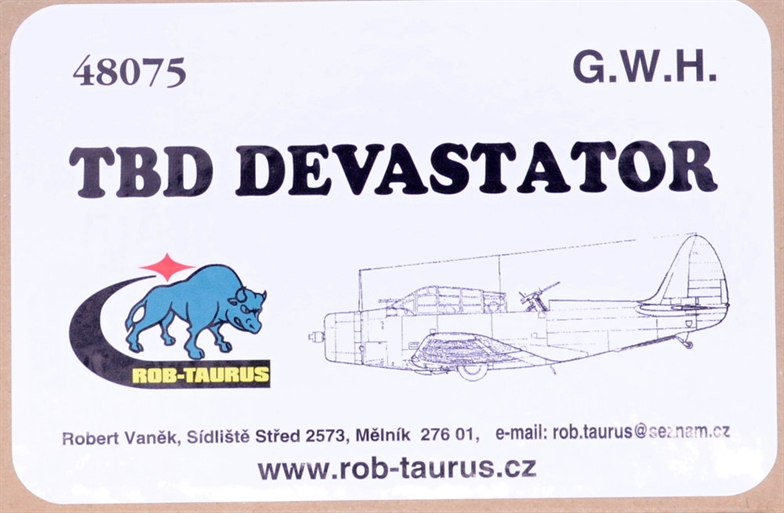 48075 G.W.H.
TBD DEVASTATOR
ROB-TAURUS
Robert Vaněk, Sídliště Střed 2573, Mělník 276 01, e-mail: rob.taurus@seznam.cz
www.rob-taurus.cz